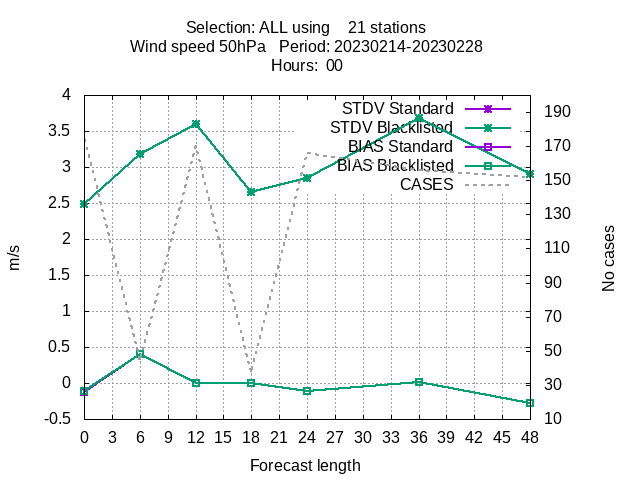 Selection: ALL using 21 stations
Wind speed 50hPa Period: 20230214-20230228
Hours: 00
STDV Standard
STDV Blacklisted
BIAS Standard
BIAS Blacklisted
CASES
4
3.5
3
2.5
2
1.5
1
0.5
0
-0.5
m/s
190
170
150
130
110
90
70
50
30
10
No cases
0 3 6 9 12 15 18 21 24 27 30 33 36 39 42 45 48
Forecast length